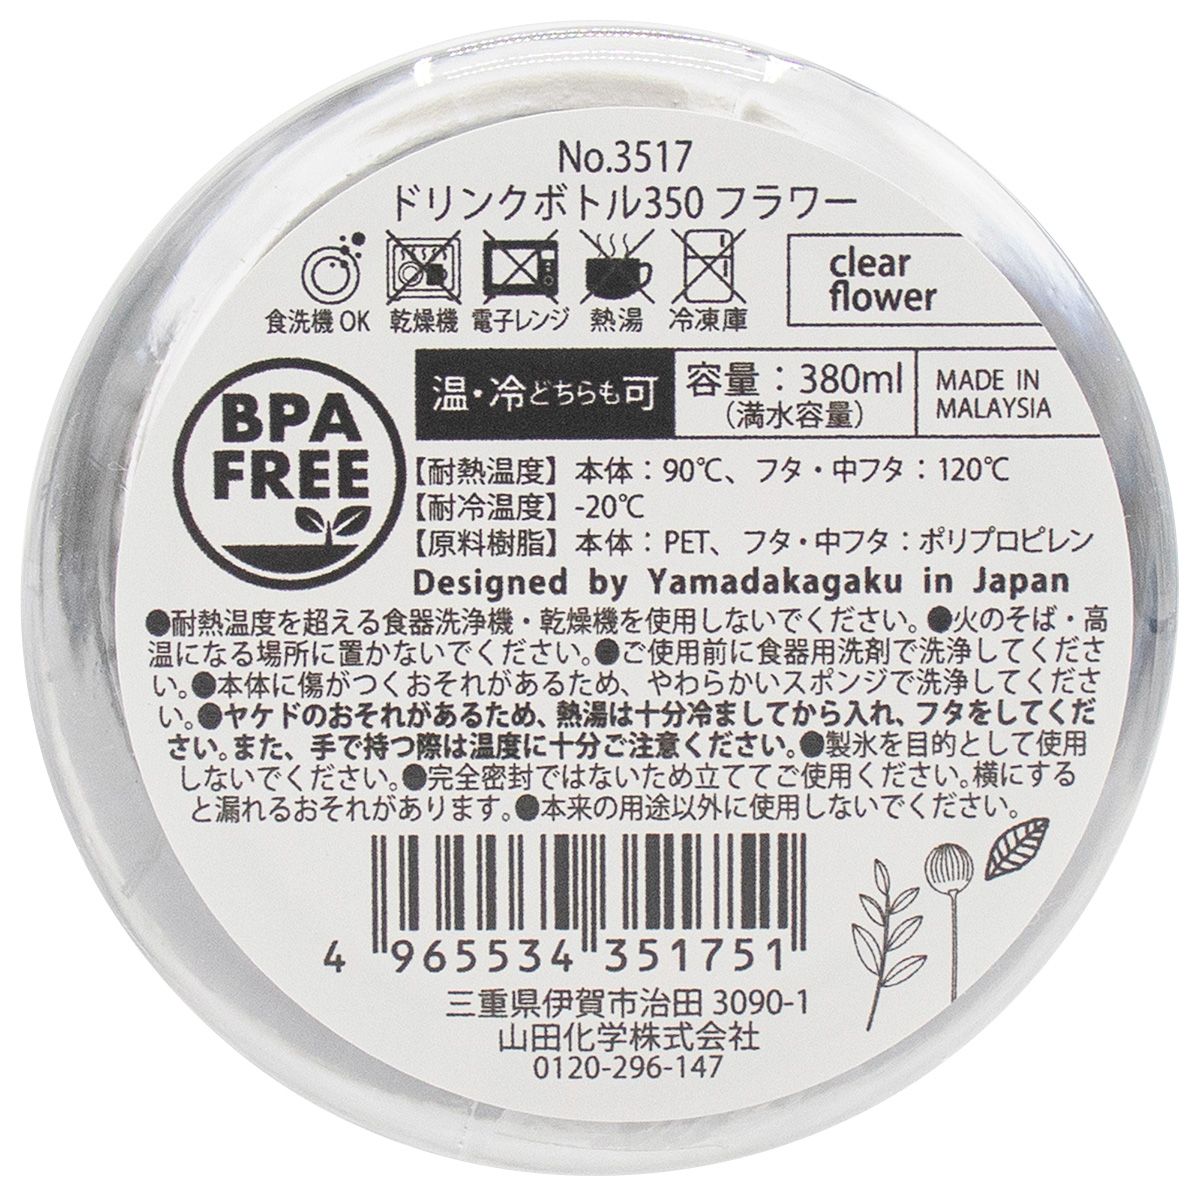 No.3517
ドリンクボトル350 フラワー
食洗機 OK 乾燥機 電子レンジ 熱湯 冷凍庫
clear
flower
BPA
FREE
温・冷どちらも可
容量：380ml
（満水容量）
MADE IN
MALAYSIA
【耐熱温度】本体：90℃、フタ・中フタ：120℃
【耐冷温度】-20℃
【原料樹脂】本体：PET、フタ・中フタ：ポリプロピレン
Designed by Yamadakagaku in Japan
●耐熱温度を超える食器洗浄機・乾燥機を使用しないでください。●火のそば・高
温になる場所に置かないでください。●ご使用前に食器用洗剤で洗浄してくださ
い。●本体に傷がつくおそれがあるため、やわらかいスポンジで洗浄してくださ
い。●ヤケドのおそれがあるため、熱湯は十分冷ましてから入れ、フタをしてくだ
さい。また、手で持つ際は温度に十分ご注意ください。●製氷を目的として使用
しないでください。●完全密封ではないため立ててご使用ください。横にする
と漏れるおそれがあります。●本来の用途以外に使用しないでください。
4 965534 351751
三重県伊賀市治田 3090-1
山田化学株式会社
0120-296-147